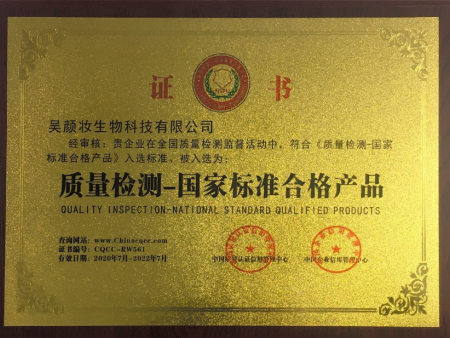 证 书
吴颜妆生物科技有限公司
经审核：贵企业在全国质量检测监督活动中，符合《质量检测-国家
标准合格产品》入选标准，被入选为：
质量检测-国家标准合格产品
QUALITY INSPECTION-NATIONAL STANDARD QUALIFIED PRODUCTS
查询网站：www.Chinacqcc.com
证书编号：CQCC-RW561
有效日期：2020年7月-2022年7月